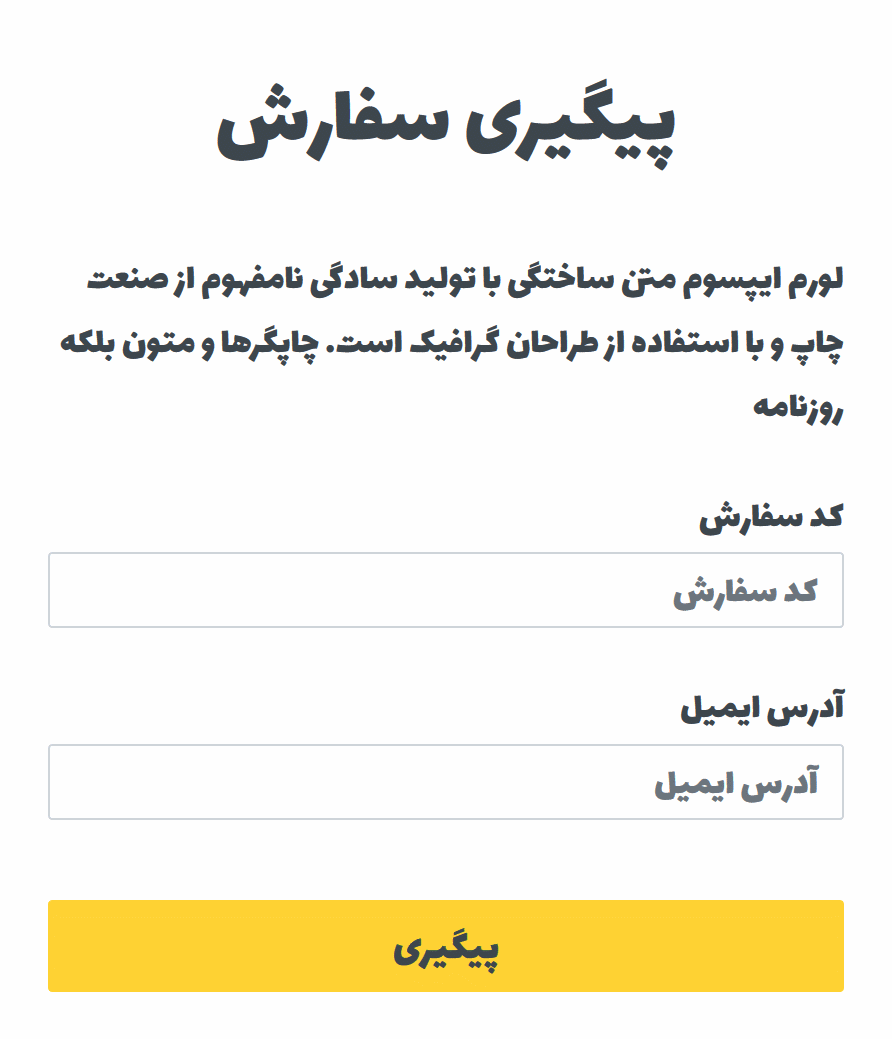 پیگیری سفارش
لورم ایپسوم متن ساختگی با تولید سادگی نامفهوم از صنعت
چاپ و با استفاده از طراحان گرافیک است. چاپگرها و متون بلکه
روزنامه
کد سفارش
کد سفارش
آدرس ایمیل
آدرس ایمیل
پیگیری